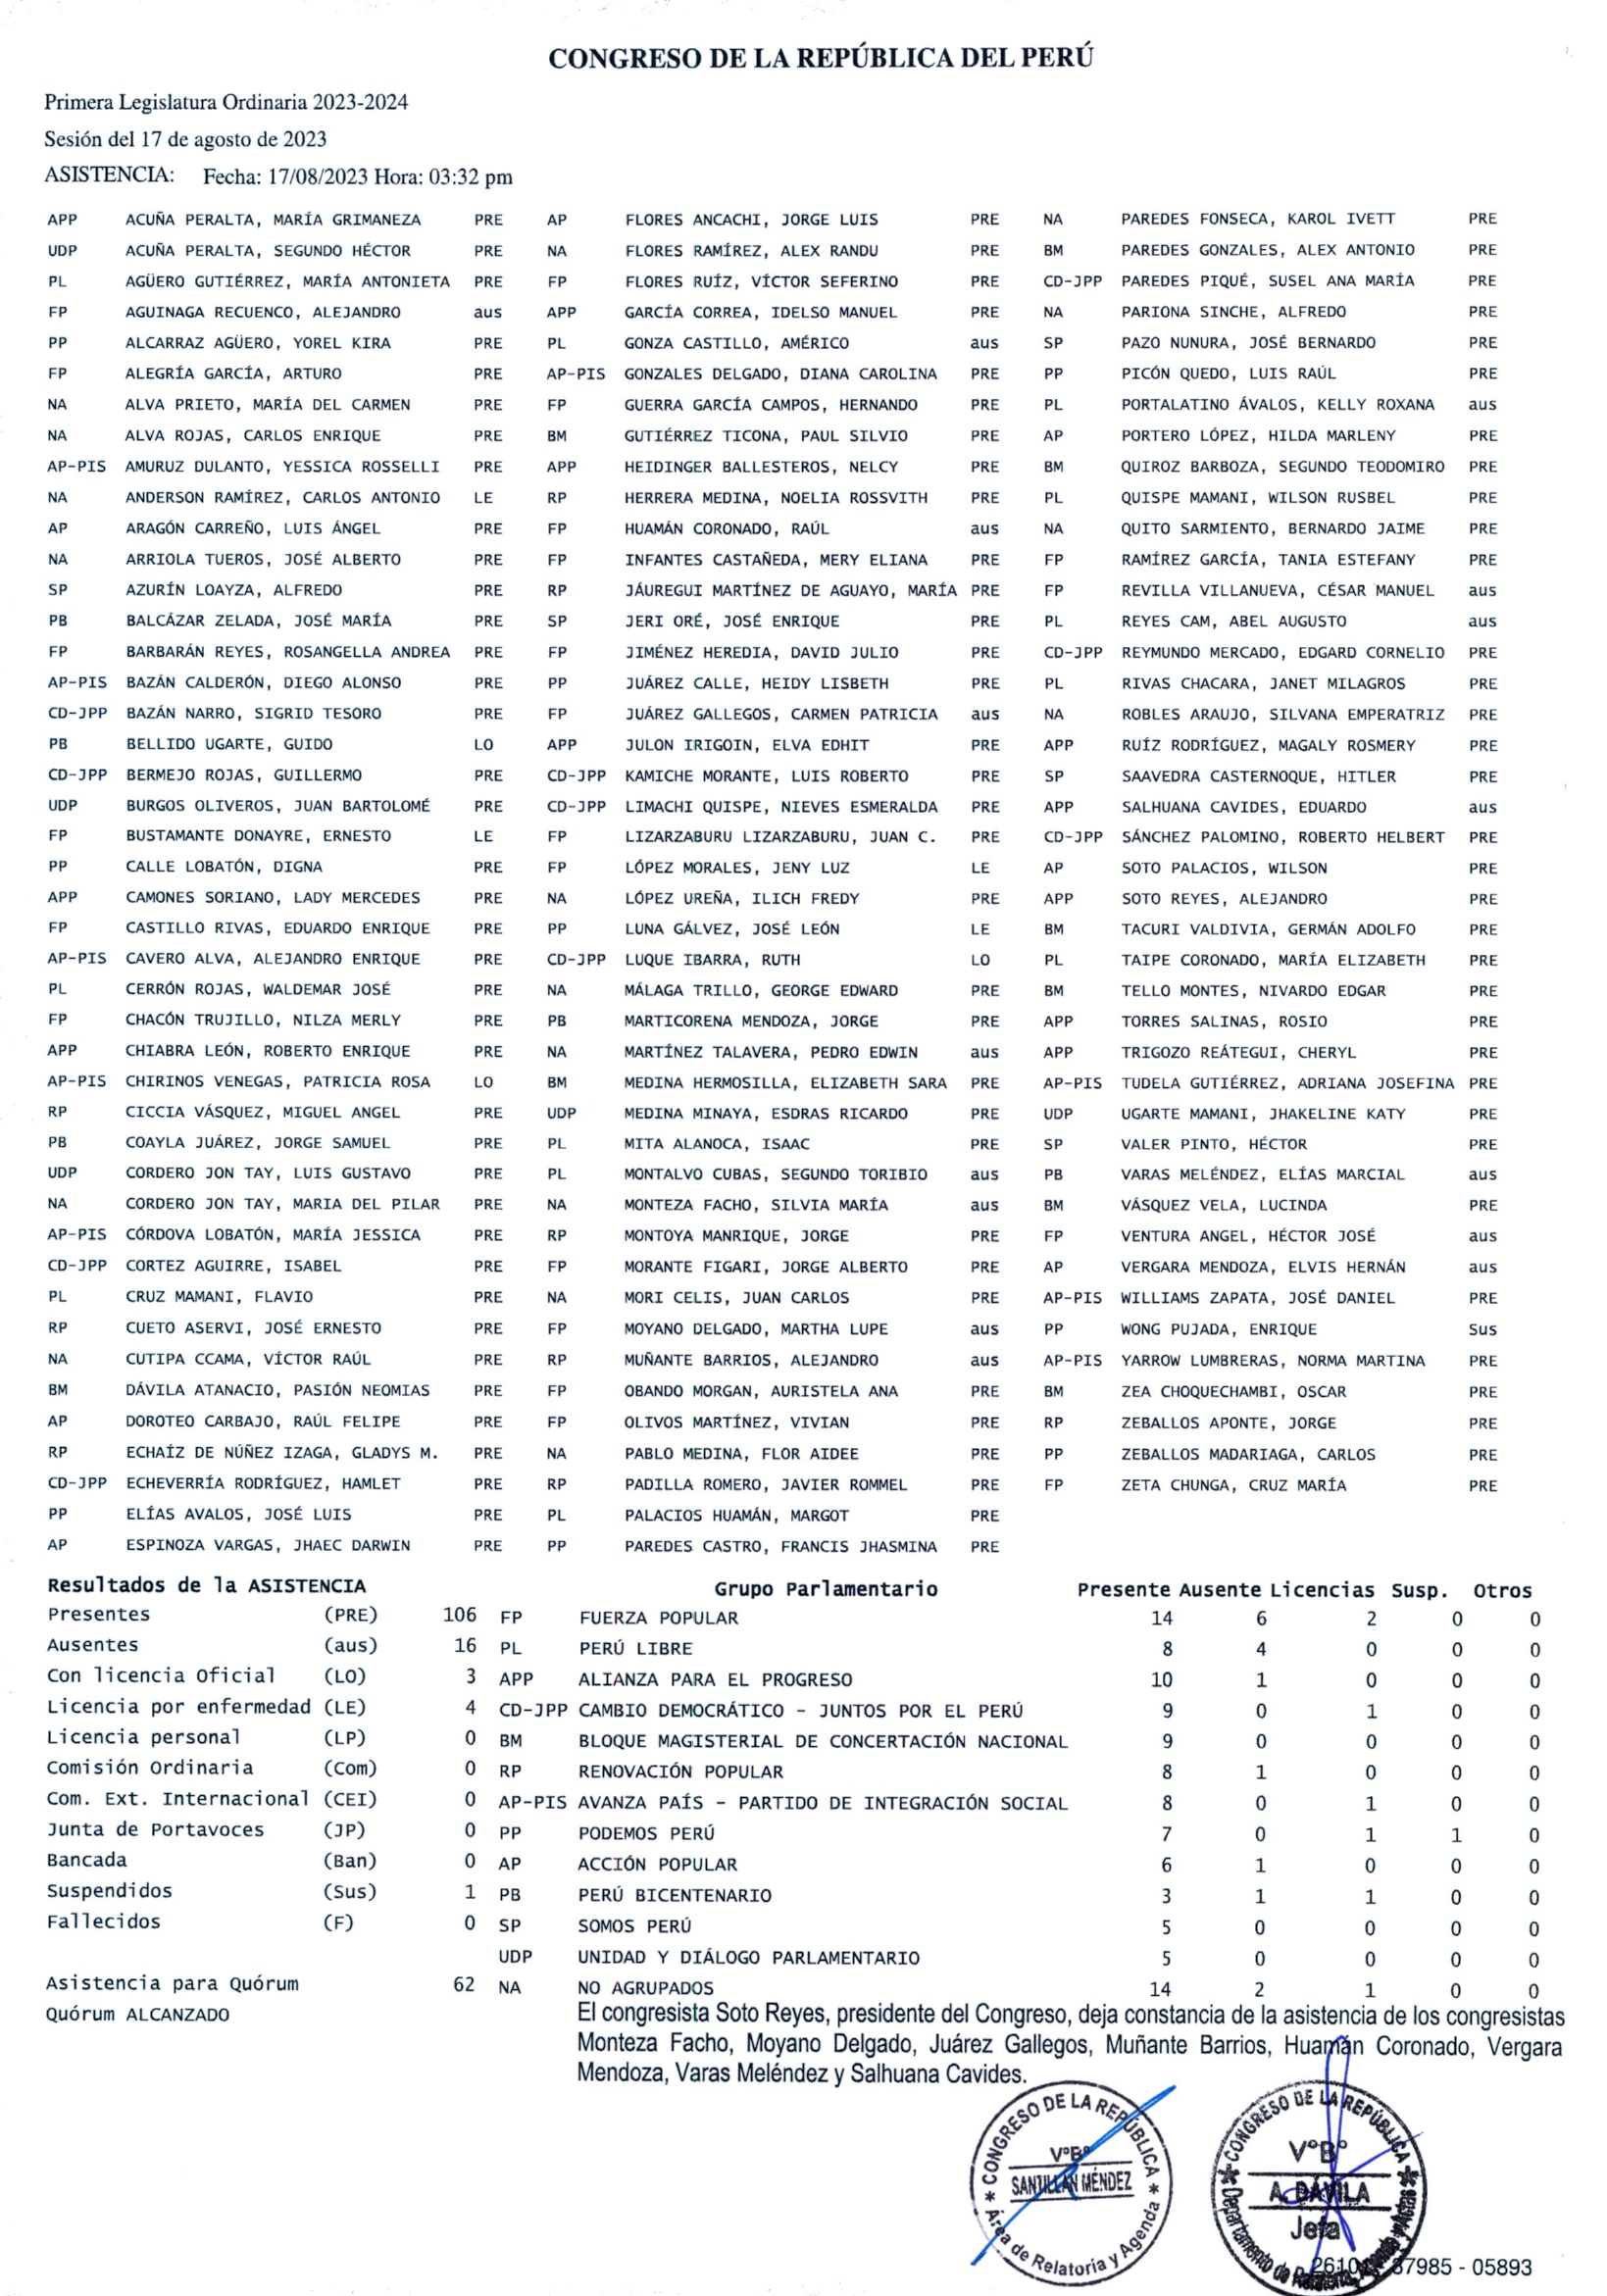 CONGRESO DE LA REPÚBLICA DEL PERÚ
Primera Legislatura Ordinaria 2023-2024
Sesión del 17 de agosto de 2023
ASISTENCIA: Fecha: 17/08/2023 Hora: 03:32 pm
APP ACUÑA PERALTA, MARÍA GRIMANEZA PRE AP FLORES ANCACHI, JORGE LUIS PRE NA PAREDES FONSECA, KAROL IVETT PRE
UDP ACUÑA PERALTA, SEGUNDO HÉCTOR PRE NA FLORES RAMÍREZ, ALEX RANDU PRE BM PAREDES GONZALES, ALEX ANTONIO PRE
PL AGÜERO GUTIÉRREZ, MARÍA ANTONIETA PRE FP FLORES RUÍZ, VÍCTOR SEFERINO PRE CD-JPP PAREDES PIQUÉ, SUSEL ANA MARÍA PRE
FP AGUINAGA RECUENCO, ALEJANDRO aus APP GARCÍA CORREA, IDELSO MANUEL PRE NA PARIONA SINCHE, ALFREDO PRE
PP ALCARRAZ AGÜERO, YOREL KIRA PRE PL GONZA CASTILLO, AMÉRICO aus SP PAZO NUNURA, JOSÉ BERNARDO PRE
FP ALEGRÍA GARCÍA, ARTURO PRE AP-PIS GONZALES DELGADO, DIANA CAROLINA PRE PP PICÓN QUEDO, LUIS RAÚL PRE
NA ALVA PRIETO, MARÍA DEL CARMEN PRE FP GUERRA GARCÍA CAMPOS, HERNANDO PRE PL PORTALATINO ÁVALOS, KELLY ROXANA aus
NA ALVA ROJAS, CARLOS ENRIQUE PRE BM GUTIÉRREZ TICONA, PAUL SILVIO PRE AP PORTERO LÓPEZ, HILDA MARLENY PRE
AP-PIS AMURUZ DULANTO, YESSICA ROSSELLI PRE APP HEIDINGER BALLESTEROS, NELCY PRE BM QUIROZ BARBOZA, SEGUNDO TEODOMIRO PRE
NA ANDERSON RAMÍREZ, CARLOS ANTONIO LE RP HERRERA MEDINA, NOELIA ROSSVITH PRE PL QUISPE MAMANI, WILSON RUSBEL PRE
AP ARAGÓN CARREÑO, LUIS ÁNGEL PRE FP HUAMÁN CORONADO, RAÚL aus NA QUITO SARMIENTO, BERNARDO JAIME PRE
NA ARRIOLA TUEROS, JOSÉ ALBERTO PRE FP INFANTES CASTAÑEDA, MERY ELIANA PRE FP RAMÍREZ GARCÍA, TANIA ESTEFANY PRE
SP AZURÍN LOAYZA, ALFREDO PRE RP JÁUREGUI MARTÍNEZ DE AGUAYO, MARÍA PRE FP REVILLA VILLANUEVA, CÉSAR MANUEL aus
PB BALCÁZAR ZELADA, JOSÉ MARÍA PRE SP JERI ORÉ, JOSÉ ENRIQUE PRE PL REYES CAM, ABEL AUGUSTO aus
FP BARBARÁN REYES, ROSANGELLA ANDREA PRE FP JIMÉNEZ HEREDIA, DAVID JULIO PRE CD-JPP REYMUNDO MERCADO, EDGARD CORNELIO PRE
AP-PIS BAZÁN CALDERÓN, DIEGO ALONSO PRE PP JUÁREZ CALLE, HEIDY LISBETH PRE PL RIVAS CHACARA, JANET MILAGROS PRE
CD-JPP BAZÁN NARRO, SIGRID TESORO PRE FP JUÁREZ GALLEGOS, CARMEN PATRICIA aus NA ROBLES ARAUJO, SILVANA EMPERATRIZ PRE
PB BELLIDO UGARTE, GUIDO LO APP JULON IRIGOIN, ELVA EDHIT PRE APP RUÍZ RODRÍGUEZ, MAGALY ROSMERY PRE
CD-JPP BERMEJO ROJAS, GUILLERMO PRE CD-JPP KAMICHE MORANTE, LUIS ROBERTO PRE SP SAAVEDRA CASTERNOQUE, HITLER PRE
UDP BURGOS OLIVEROS, JUAN BARTOLOMÉ PRE CD-JPP LIMACHI QUISPE, NIEVES ESMERALDA PRE APP SALHUANA CAVIDES, EDUARDO aus
FP BUSTAMANTE DONAYRE, ERNESTO LE FP LIZARZABURU LIZARZABURU, JUAN C. PRE CD-JPP SÁNCHEZ PALOMINO, ROBERTO HELBERT PRE
PP CALLE LOBATÓN, DIGNA PRE FP LÓPEZ MORALES, JENY LUZ LE AP SOTO PALACIOS, WILSON PRE
APP CAMONES SORIANO, LADY MERCEDES PRE NA LÓPEZ UREÑA, ILICH FREDY PRE APP SOTO REYES, ALEJANDRO PRE
FP CASTILLO RIVAS, EDUARDO ENRIQUE PRE PP LUNA GÁLVEZ, JOSÉ LEÓN LE BM TACURI VALDIVIA, GERMÁN ADOLFO PRE
AP-PIS CAVERO ALVA, ALEJANDRO ENRIQUE PRE CD-JPP LUQUE IBARRA, RUTH LO PL TAIPE CORONADO, MARÍA ELIZABETH PRE
PL CERRÓN ROJAS, WALDEMAR JOSÉ PRE NA MÁLAGA TRILLO, GEORGE EDWARD PRE BM TELLO MONTES, NIVARDO EDGAR PRE
FP CHACÓN TRUJILLO, NILZA MERLY PRE PB MARTICORENA MENDOZA, JORGE PRE APP TORRES SALINAS, ROSIO PRE
APP CHIABRA LEÓN, ROBERTO ENRIQUE PRE NA MARTÍNEZ TALAVERA, PEDRO EDWIN aus APP TRIGOZO REÁTEGUI, CHERYL PRE
AP-PIS CHIRINOS VENEGAS, PATRICIA ROSA LO BM MEDINA HERMOSILLA, ELIZABETH SARA PRE AP-PIS TUDELA GUTIÉRREZ, ADRIANA JOSEFINA PRE
RP CICCIA VÁSQUEZ, MIGUEL ANGEL PRE UDP MEDINA MINAYA, ESDRAS RICARDO PRE UDP UGARTE MAMANI, JHAKELINE KATY PRE
PB COAYLA JUÁREZ, JORGE SAMUEL PRE PL MITA ALANOCA, ISAAC PRE SP VALER PINTO, HÉCTOR PRE
UDP CORDERO JON TAY, LUIS GUSTAVO PRE PL MONTALVO CUBAS, SEGUNDO TORIBIO aus PB VARAS MELÉNDEZ, ELÍAS MARCIAL aus
NA CORDERO JON TAY, MARIA DEL PILAR PRE NA MONTEZA FACHO, SILVIA MARÍA aus BM VÁSQUEZ VELA, LUCINDA PRE
AP-PIS CÓRDOVA LOBATÓN, MARÍA JESSICA PRE RP MONTOYA MANRIQUE, JORGE PRE FP VENTURA ANGEL, HÉCTOR JOSÉ aus
CD-JPP CORTEZ AGUIRRE, ISABEL PRE FP MORANTE FIGARI, JORGE ALBERTO PRE AP VERGARA MENDOZA, ELVIS HERNÁN aus
PL CRUZ MAMANI, FLAVIO PRE NA MORI CELIS, JUAN CARLOS PRE AP-PIS WILLIAMS ZAPATA, JOSÉ DANIEL PRE
RP CUETO ASERVI, JOSÉ ERNESTO PRE FP MOYANO DELGADO, MARTHA LUPE aus PP WONG PUJADA, ENRIQUE Sus
NA CUTIPA CCAMA, VÍCTOR RAÚL PRE RP MUÑANTE BARRIOS, ALEJANDRO aus AP-PIS YARROW LUMBRERAS, NORMA MARTINA PRE
BM DÁVILA ATANACIO, PASIÓN NEOMIAS PRE FP OBANDO MORGAN, AURISTELA ANA PRE BM ZEA CHOQUECHAMBI, OSCAR PRE
AP DOROTEO CARBAJO, RAÚL FELIPE PRE FP OLIVOS MARTÍNEZ, VIVIAN PRE RP ZEBALLOS APONTE, JORGE PRE
RP ECHAÍZ DE NÚÑEZ IZAGA, GLADYS M. PRE NA PABLO MEDINA, FLOR AIDEE PRE PP ZEBALLOS MADARIAGA, CARLOS PRE
CD-JPP ECHEVERRÍA RODRÍGUEZ, HAMLET PRE RP PADILLA ROMERO, JAVIER ROMMEL PRE FP ZETA CHUNGA, CRUZ MARÍA PRE
PP ELÍAS AVALOS, JOSÉ LUIS PRE PL PALACIOS HUAMÁN, MARGOT PRE
AP ESPINOZA VARGAS, JHAEC DARWIN PRE PP PAREDES CASTRO, FRANCIS JHASMINA PRE
Resultados de la ASISTENCIA Grupo Parlamentario Presente Ausente Licencias Susp. Otros
Presentes (PRE) 106 FP FUERZA POPULAR 14 6 2 0 0
Ausentes (aus) 16 PL PERÚ LIBRE 8 4 0 0 0
Con licencia Oficial (LO) 3 APP ALIANZA PARA EL PROGRESO 10 1 0 0 0
Licencia por enfermedad (LE) 4 CD-JPP CAMBIO DEMOCRÁTICO - JUNTOS POR EL PERÚ 9 0 1 0 0
Licencia personal (LP) 0 BM BLOQUE MAGISTERIAL DE CONCERTACIÓN NACIONAL 9 0 0 0 0
Comisión Ordinaria (Com) 0 RP RENOVACIÓN POPULAR 8 1 0 0 0
Com. Ext. Internacional (CEI) 0 AP-PIS AVANZA PAÍS - PARTIDO DE INTEGRACIÓN SOCIAL 8 0 1 0 0
Junta de Portavoces (JP) 0 PP PODEMOS PERÚ 7 0 1 1 0
Bancada (Ban) 0 AP ACCIÓN POPULAR 6 1 0 0 0
Suspendidos (Sus) 1 PB PERÚ BICENTENARIO 3 1 1 0 0
Fallecidos (F) 0 SP SOMOS PERÚ 5 0 0 0 0
UDP UNIDAD Y DIÁLOGO PARLAMENTARIO 5 0 0 0 0
Asistencia para Quórum 62 NA NO AGRUPADOS 14 2 1 0 0
Quórum ALCANZADO
El congresista Soto Reyes, presidente del Congreso, deja constancia de la asistencia de los congresistas
Monteza Facho, Moyano Delgado, Juárez Gallegos, Muñante Barrios, Huamán Coronado, Vergara
Mendoza, Varas Meléndez y Salhuana Cavides.
CONGRESO DE LA REPÚBLICA
V°B°
SANTILLÁN MÉNDEZ
Área de Relatoría y Agenda
CONGRESO DE LA REPÚBLICA
V°B°
A. DÁVILA
Jefa
Departamento de
- 05893